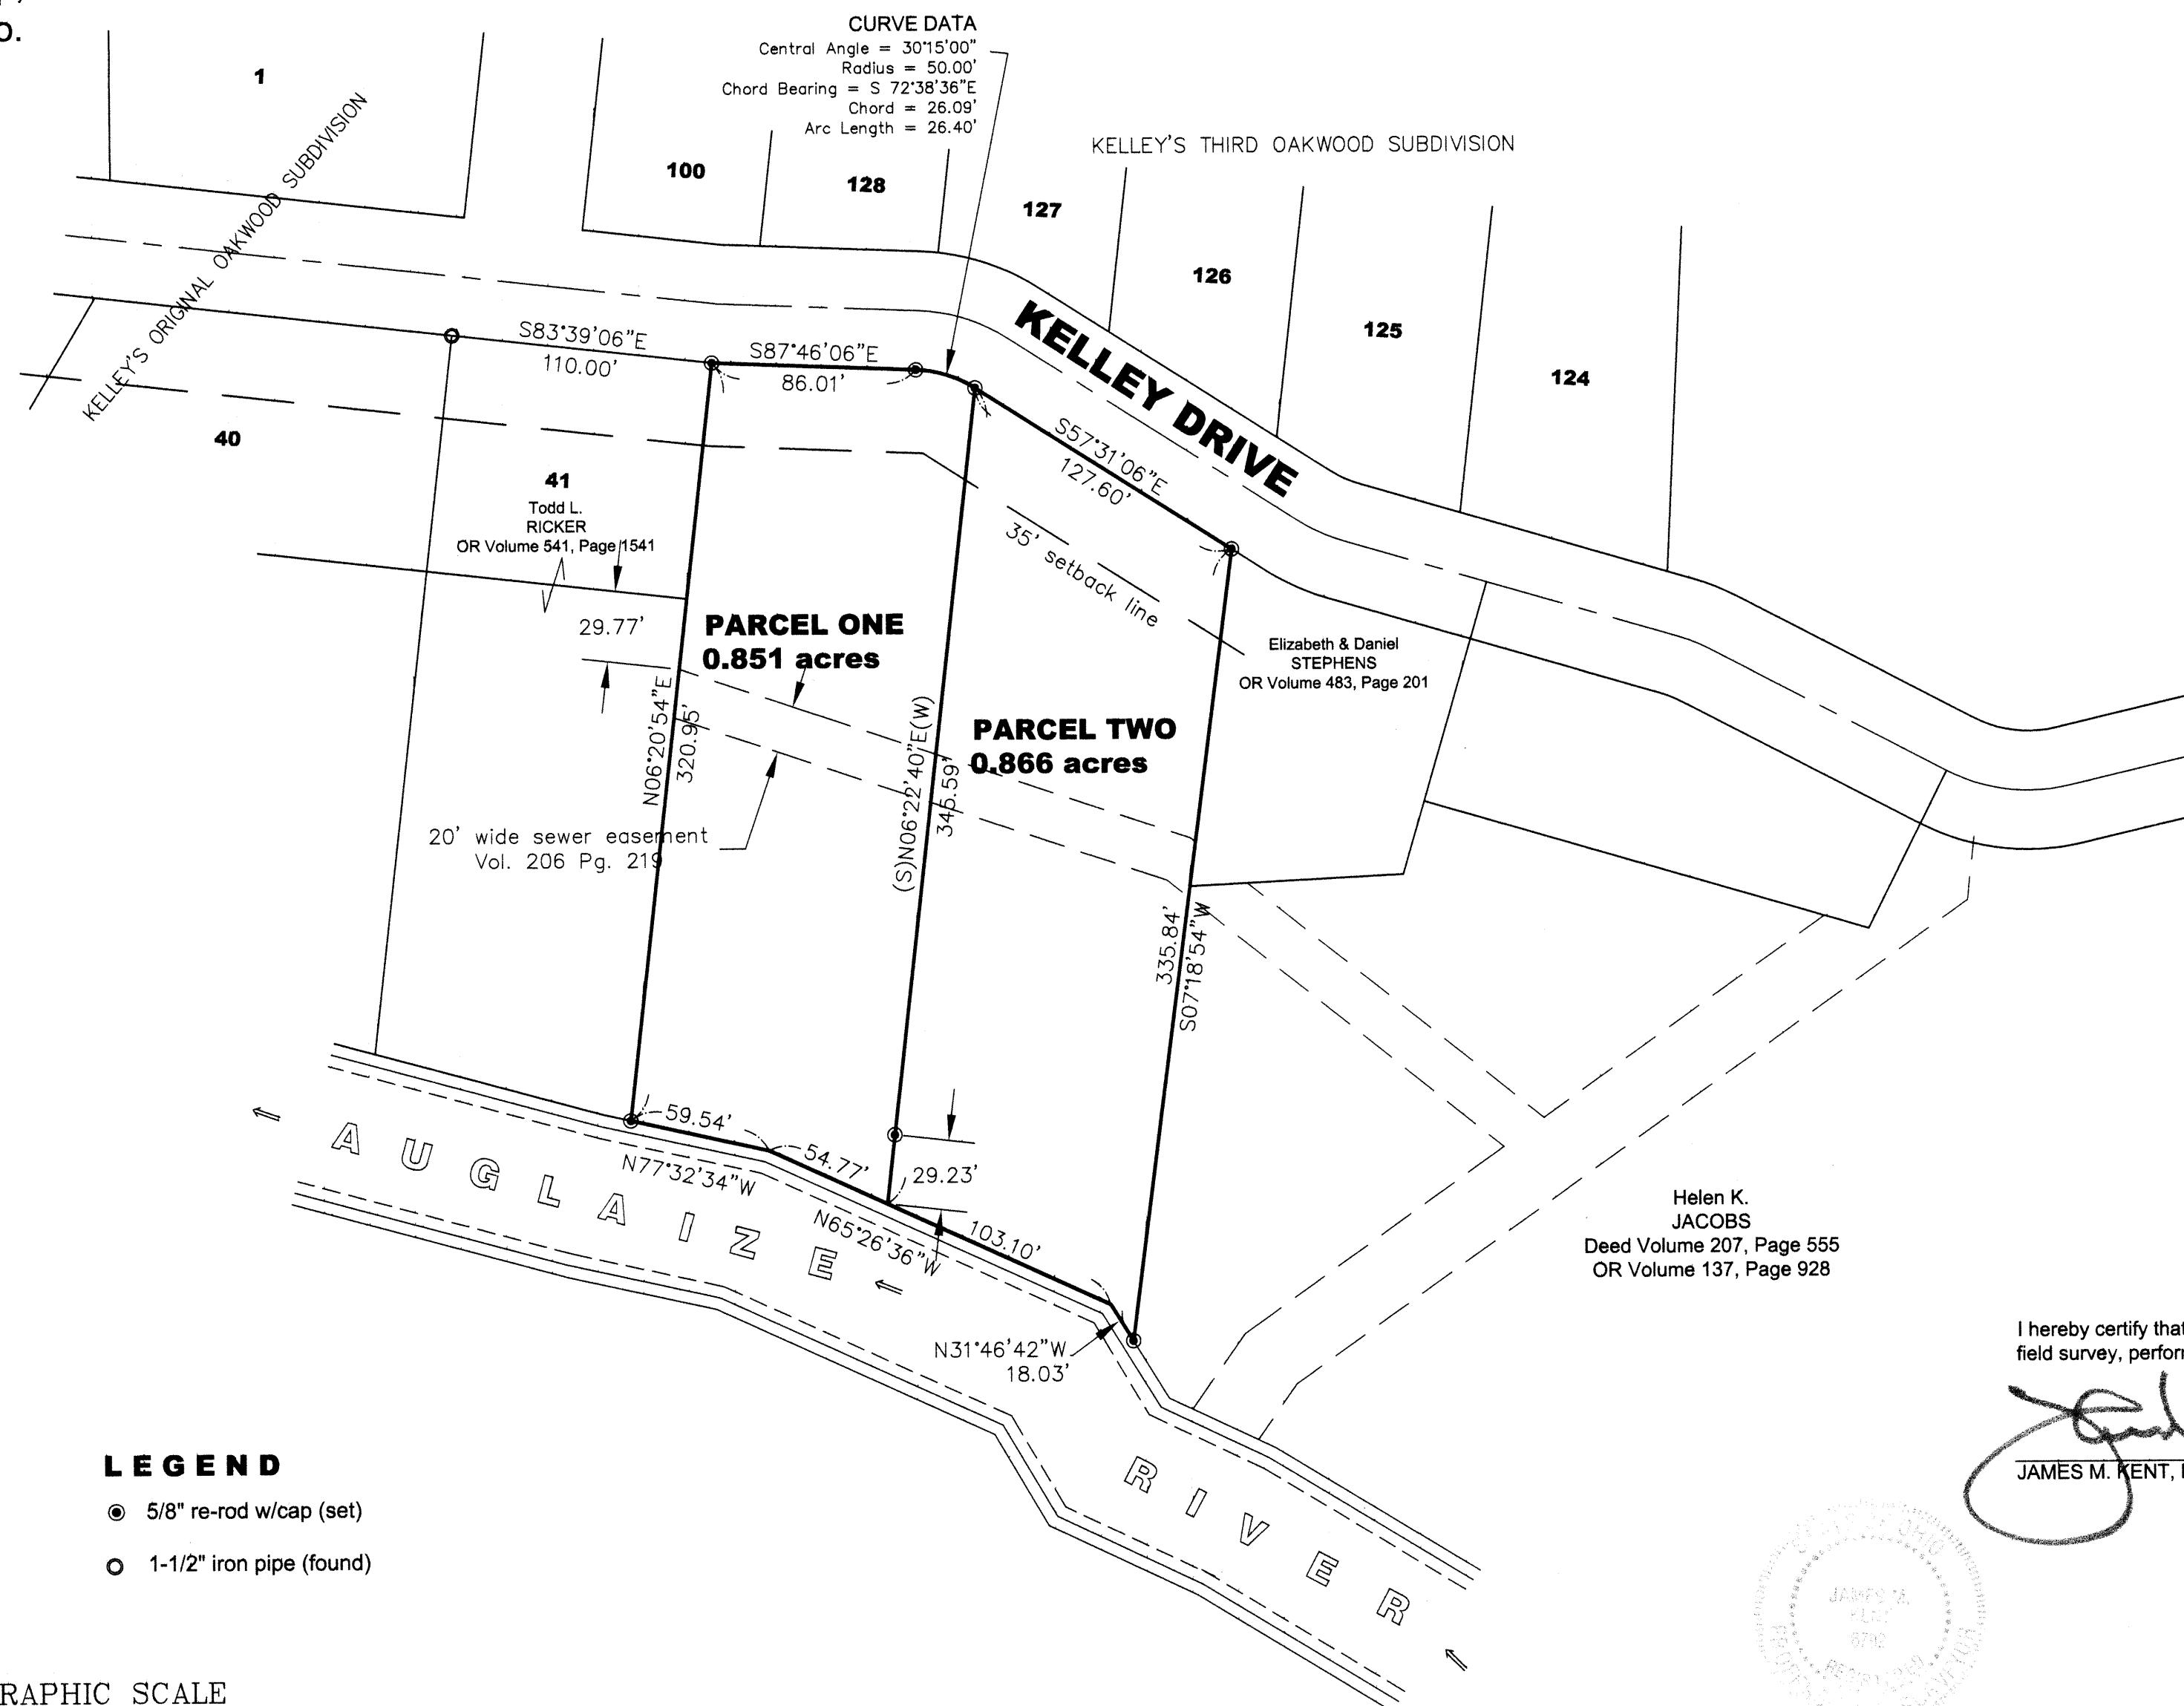 CURVE DATA
Central Angle = 30°15'00"
Radius = 50.00'
Chord Bearing = S 72°38'36"E
Chord = 26.09'
Arc Length = 26.40'
1
KELLEY'S ORIGINAL OAKWOOD SUBDIVISION
100
128
KELLEY'S THIRD OAKWOOD SUBDIVISION
127
126
125
124
KELLEY DRIVE
S83°39'06"E
110.00'
S87°46'06"E
86.01'
S57°31'06"E
127.60'
35' setback line
40
41
Todd L.
RICKER
OR Volume 541, Page 1541
29.77'
PARCEL ONE
0.851 acres
Elizabeth & Daniel
STEPHENS
OR Volume 483, Page 201
PARCEL TWO
0.866 acres
N06°20'54"E
320.95'
(S)N06°22'40"E(W)
345.59'
20' wide sewer easement
Vol. 206 Pg. 219
335.84'
S07°18'54"W
59.54'
N77°32'34"W
54.77'
29.23'
N65°26'36"W
103.10'
N31°46'42"W
18.03'
AUGLAIZE
RIVER
Helen K.
JACOBS
Deed Volume 207, Page 555
OR Volume 137, Page 928
I hereby certify that
field survey, perfor
JAMES M. KENT,
JAMES M.
KENT
LEGEND
5/8" re-rod w/cap (set)
1-1/2" iron pipe (found)
RAPHIC SCALE